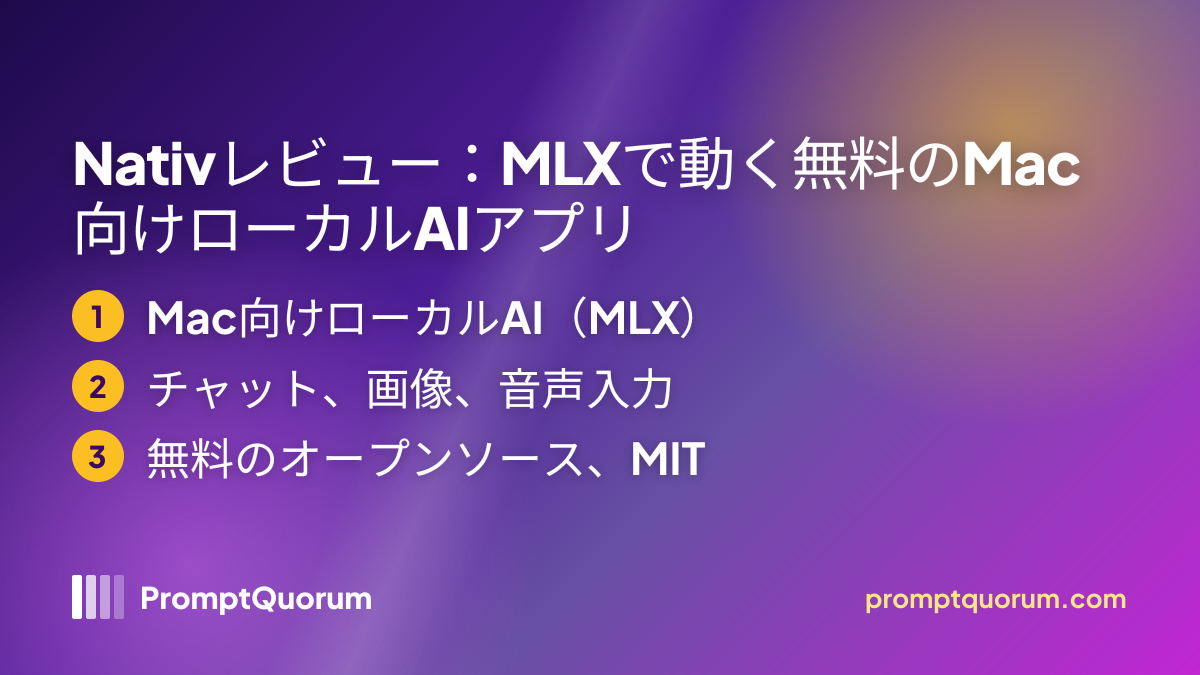 Nativレビュー：MLXで動く無料のMac
向けローカルAIアプリ
1 Mac向けローカルAI（MLX）
2 チャット、画像、音声入力
3 無料のオープンソース、MIT
PromptQuorum
promptquorum.com